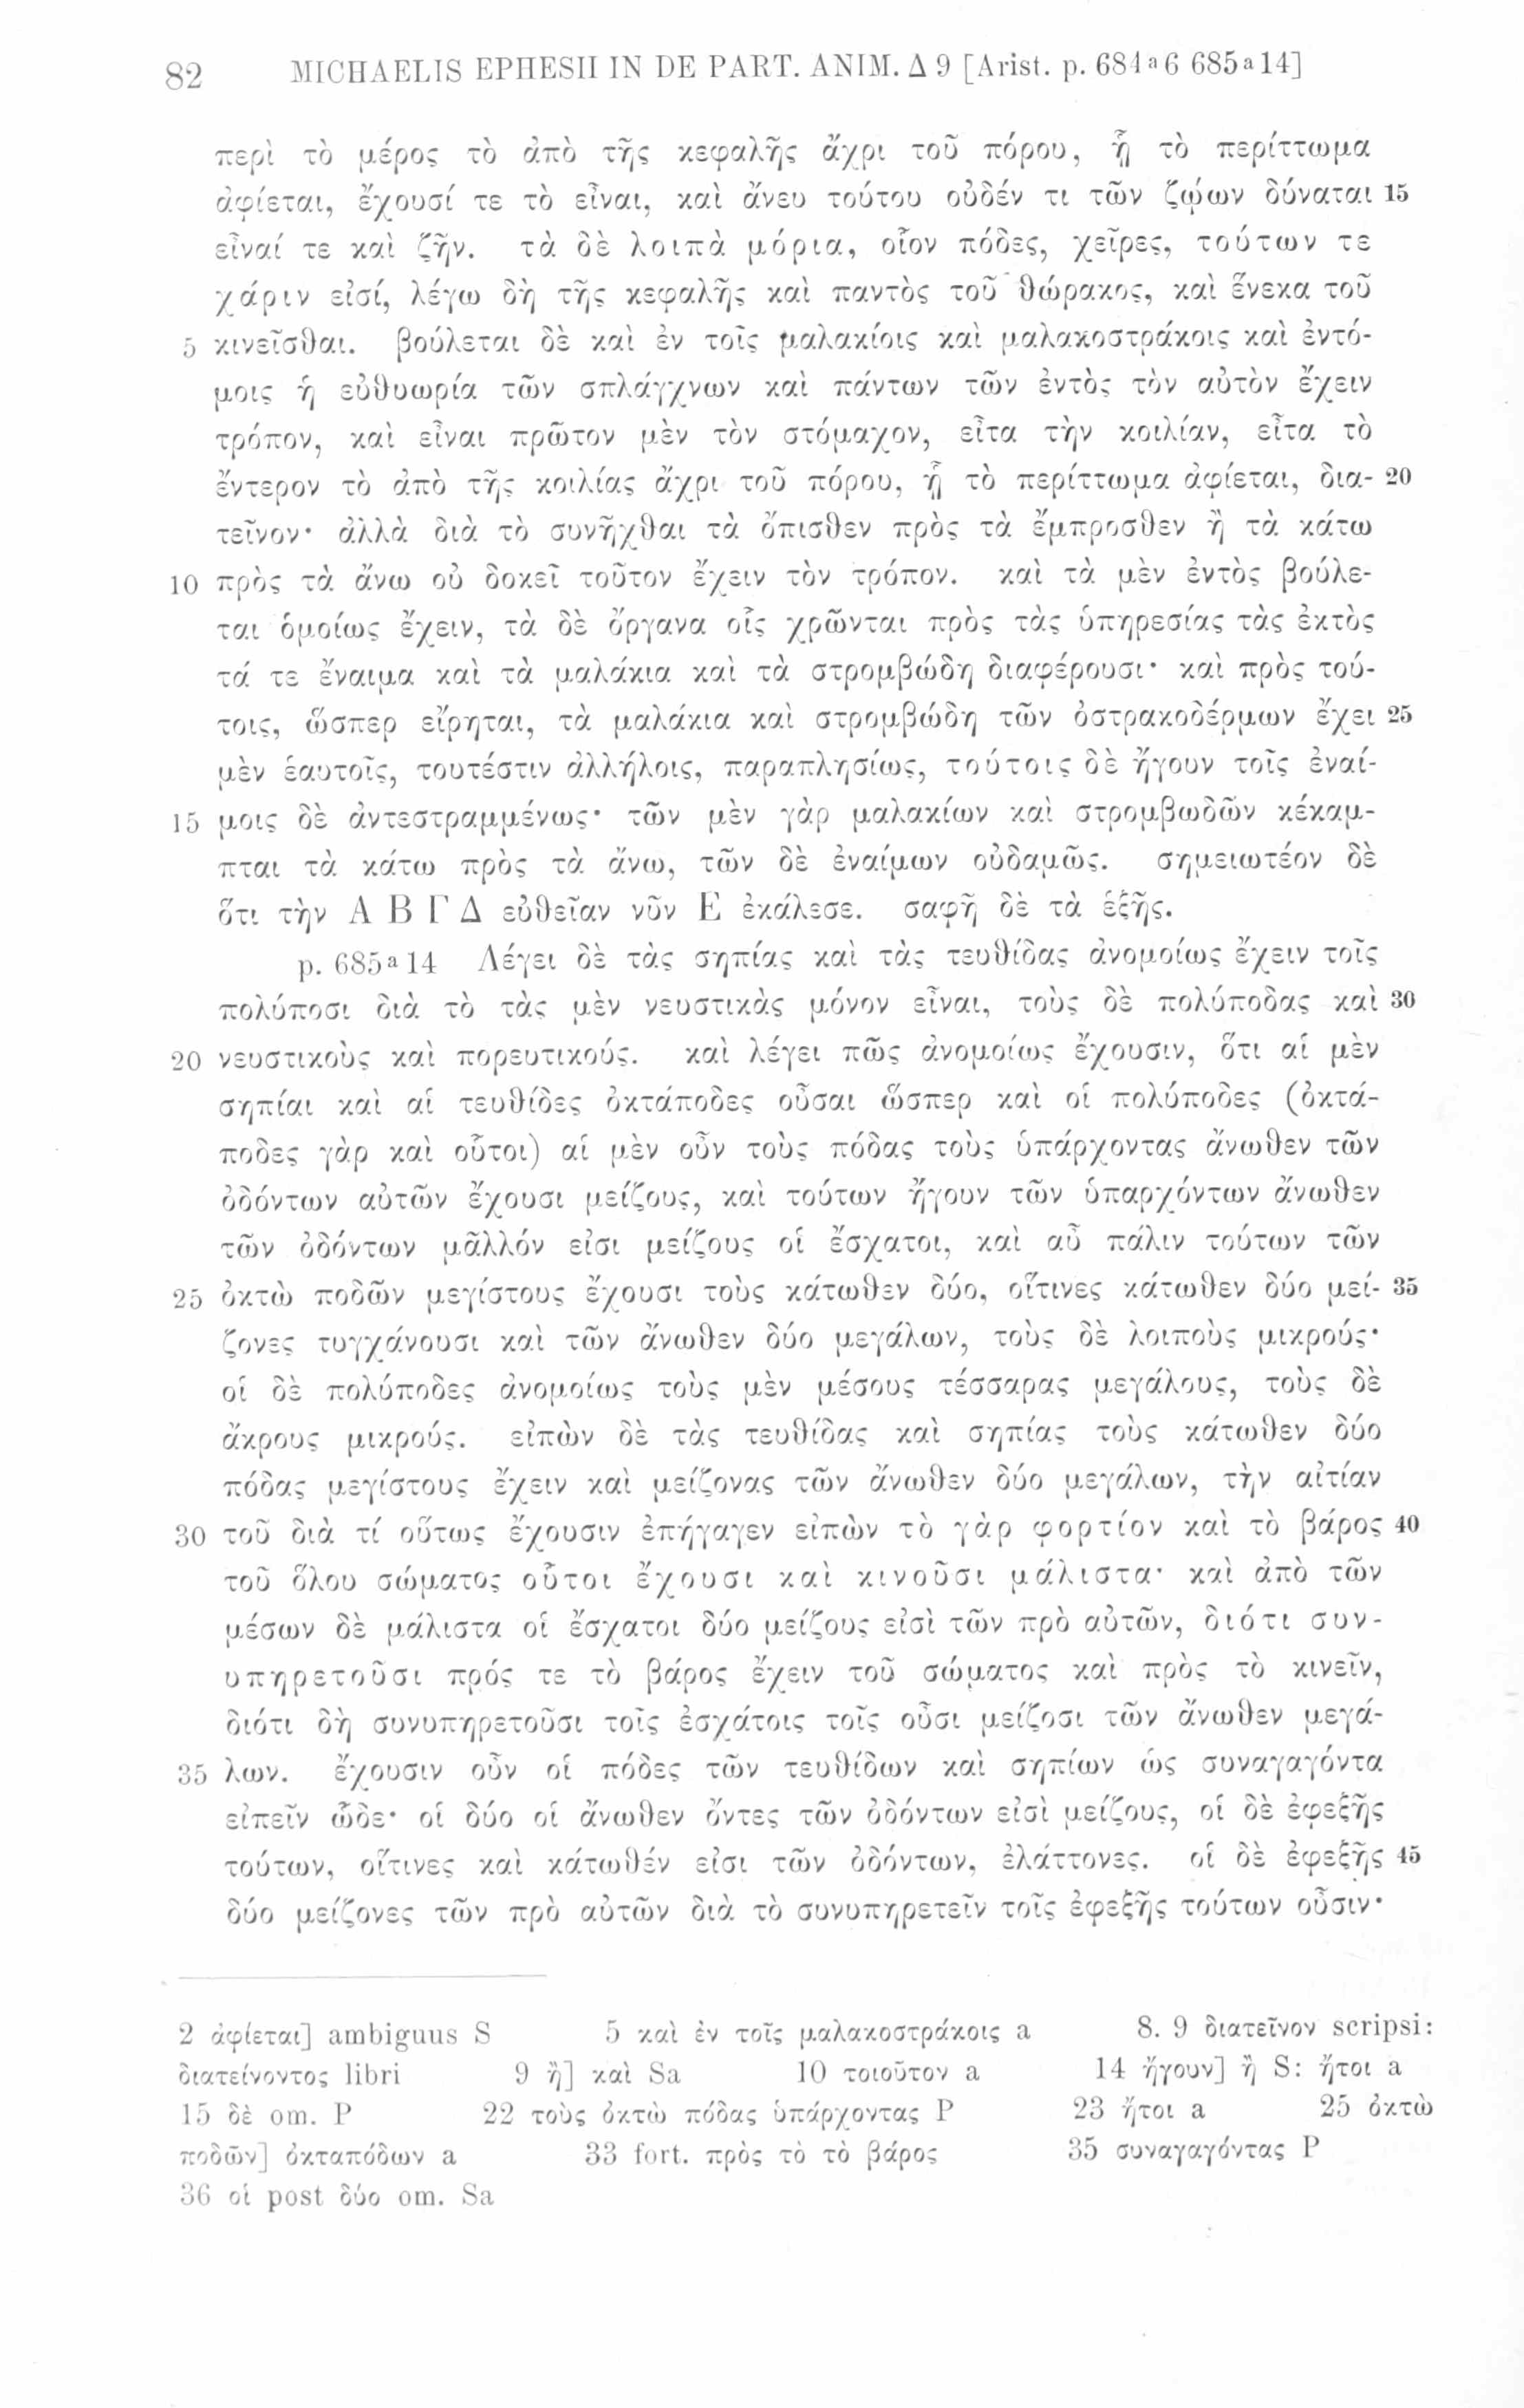 82 MICHAELIS EPHESII IN DE PART. ANIM. Δ 9 [Arist. p. 684ᵃ6 685ᵃ14]
περὶ τὸ μέρος τὸ ἀπὸ τῆς κεφαλῆς ἄχρι τοῦ πόρου, ᾗ τὸ περίττωμα
ἀφίεται, ἔχουσί τε τὸ εἶναι, καὶ ἄνευ τούτου οὐδέν τι τῶν ζῴων δύναται 15
εἶναί τε καὶ ζῆν. τὰ δὲ λοιπὰ μόρια, οἷον πόδες, χεῖρες, τούτων τε
χάριν εἰσί, λέγω δὴ τῆς κεφαλῆς καὶ παντὸς τοῦ θώρακος, καὶ ἕνεκα τοῦ
5 κινεῖσθαι. βούλεται δὲ καὶ ἐν τοῖς μαλακίοις καὶ μαλακοστράκοις καὶ ἐντό-
μοις ἡ εὐθυωρία τῶν σπλάγχνων καὶ πάντων τῶν ἐντὸς τὸν αὐτὸν ἔχειν
τρόπον, καὶ εἶναι πρῶτον μὲν τὸν στόμαχον, εἶτα τὴν κοιλίαν, εἶτα τὸ
ἔντερον τὸ ἀπὸ τῆς κοιλίας ἄχρι τοῦ πόρου, ᾗ τὸ περίττωμα ἀφίεται, δια- 20
τεῖνον· ἀλλὰ διὰ τὸ συνῆχθαι τὰ ὄπισθεν πρὸς τὰ ἔμπροσθεν ἢ τὰ κάτω
10 πρὸς τὰ ἄνω οὐ δοκεῖ τοῦτον ἔχειν τὸν τρόπον. καὶ τὰ μὲν ἐντὸς βούλε-
ται ὁμοίως ἔχειν, τὰ δὲ ὄργανα οἷς χρῶνται πρὸς τὰς ὑπηρεσίας τὰς ἐκτὸς
τά τε ἔναιμα καὶ τὰ μαλάκια καὶ τὰ στρομβώδη διαφέρουσι· καὶ πρὸς τού-
τοις, ὥσπερ εἴρηται, τὰ μαλάκια καὶ στρομβώδη τῶν ὀστρακοδέρμων ἔχει 25
μὲν ἑαυτοῖς, τουτέστιν ἀλλήλοις, παραπλησίως, τούτοις δὲ ἤγουν τοῖς ἐναί-
15 μοις δὲ ἀντεστραμμένως· τῶν μὲν γὰρ μαλακίων καὶ στρομβωδῶν κέκαμ-
πται τὰ κάτω πρὸς τὰ ἄνω, τῶν δὲ ἐναίμων οὐδαμῶς. σημειωτέον δὲ
ὅτι τὴν Α Β Γ Δ εὐθεῖαν νῦν Ε ἐκάλεσε. σαφῆ δὲ τὰ ἑξῆς.
p. 685ᵃ14 Λέγει δὲ τὰς σηπίας καὶ τὰς τευθίδας ἀνομοίως ἔχειν τοῖς
πολύποσι διὰ τὸ τὰς μὲν νευστικὰς μόνον εἶναι, τοὺς δὲ πολύποδας καὶ 30
20 νευστικοὺς καὶ πορευτικούς. καὶ λέγει πῶς ἀνομοίως ἔχουσιν, ὅτι αἱ μὲν
σηπίαι καὶ αἱ τευθίδες ὀκτάποδες οὖσαι ὥσπερ καὶ οἱ πολύποδες (ὀκτά-
ποδες γὰρ καὶ οὗτοι) αἱ μὲν οὖν τοὺς πόδας τοὺς ὑπάρχοντας ἄνωθεν τῶν
ὀδόντων αὐτῶν ἔχουσι μείζους, καὶ τούτων ἤγουν τῶν ὑπαρχόντων ἄνωθεν
τῶν ὀδόντων μᾶλλόν εἰσι μείζους οἱ ἔσχατοι, καὶ αὖ πάλιν τούτων τῶν
25 ὀκτὼ ποδῶν μεγίστους ἔχουσι τοὺς κάτωθεν δύο, οἵτινες κάτωθεν δύο μεί- 35
ζονες τυγχάνουσι καὶ τῶν ἄνωθεν δύο μεγάλων, τοὺς δὲ λοιποὺς μικρούς·
οἱ δὲ πολύποδες ἀνομοίως τοὺς μὲν μέσους τέσσαρας μεγάλους, τοὺς δὲ
ἄκρους μικρούς. εἰπὼν δὲ τὰς τευθίδας καὶ σηπίας τοὺς κάτωθεν δύο
πόδας μεγίστους ἔχειν καὶ μείζονας τῶν ἄνωθεν δύο μεγάλων, τὴν αἰτίαν
30 τοῦ διὰ τί οὕτως ἔχουσιν ἐπήγαγεν εἰπὼν τὸ γὰρ φορτίον καὶ τὸ βάρος 40
τοῦ ὅλου σώματος οὗτοι ἔχουσι καὶ κινοῦσι μάλιστα· καὶ ἀπὸ τῶν
μέσων δὲ μάλιστα οἱ ἔσχατοι δύο μείζους εἰσὶ τῶν πρὸ αὐτῶν, διότι συν-
υπηρετοῦσι πρός τε τὸ βάρος ἔχειν τοῦ σώματος καὶ πρὸς τὸ κινεῖν,
διότι δὴ συνυπηρετοῦσι τοῖς ἐσχάτοις τοῖς οὖσι μείζοσι τῶν ἄνωθεν μεγά-
35 λων. ἔχουσιν οὖν οἱ πόδες τῶν τευθίδων καὶ σηπίων ὡς συναγαγόντα
εἰπεῖν ὧδε· οἱ δύο οἱ ἄνωθεν ὄντες τῶν ὀδόντων εἰσὶ μείζους, οἱ δὲ ἐφεξῆς
τούτων, οἵτινες καὶ κάτωθέν εἰσι τῶν ὀδόντων, ἐλάττονες. οἱ δὲ ἐφεξῆς 45
δύο μείζονες τῶν πρὸ αὐτῶν διὰ τὸ συνυπηρετεῖν τοῖς ἐφεξῆς τούτων οὖσιν·
2 ἀφίεται] ambiguus S 5 καὶ ἐν τοῖς μαλακοστράκοις a 8. 9 διατεῖνον scripsi:
διατείνοντος libri 9 ἢ] καὶ Sa 10 τοιοῦτον a 14 ἤγουν] ἢ S: ἤτοι a
15 δὲ om. P 22 τοὺς ὀκτὼ πόδας ὑπάρχοντας P 23 ἤτοι a 25 ὀκτὼ
ποδῶν] ὀκταπόδων a 33 fort. πρὸς τὸ τὸ βάρος 35 συναγαγόντας P
36 οἱ post δύο om. Sa